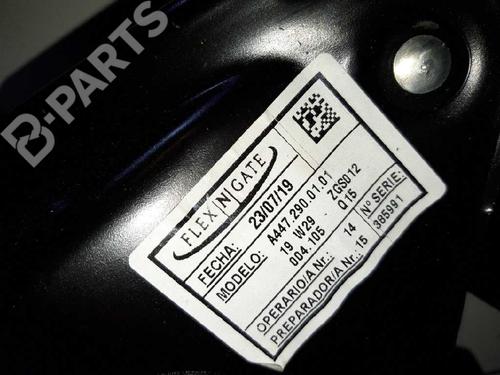 B-PARTS
FLEX|N|GATE
FECHA: 23/07/19
MODELO: A447.290.01.01
19 W29 - ZGS012
004.105 Q15
OPERARIO/A Nr.: 14 Nº SERIE:
PREPARADOR/A Nr.: 15 385991